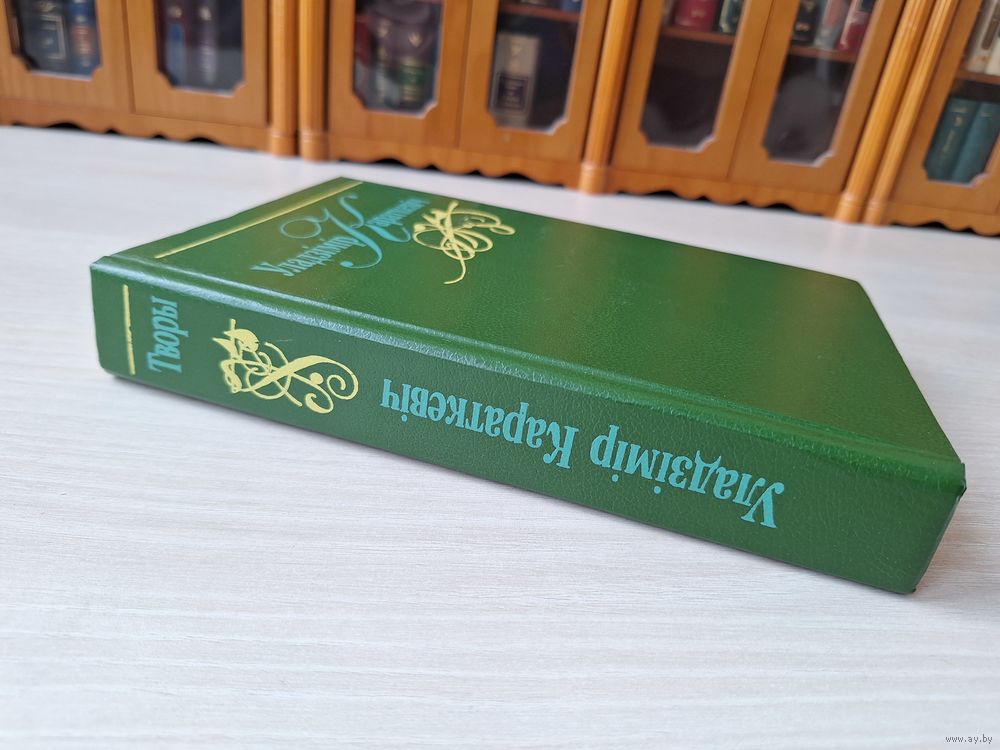 Уладзімір
Караткевіч
Творы
Уладзімір Караткевіч
www.ay.by